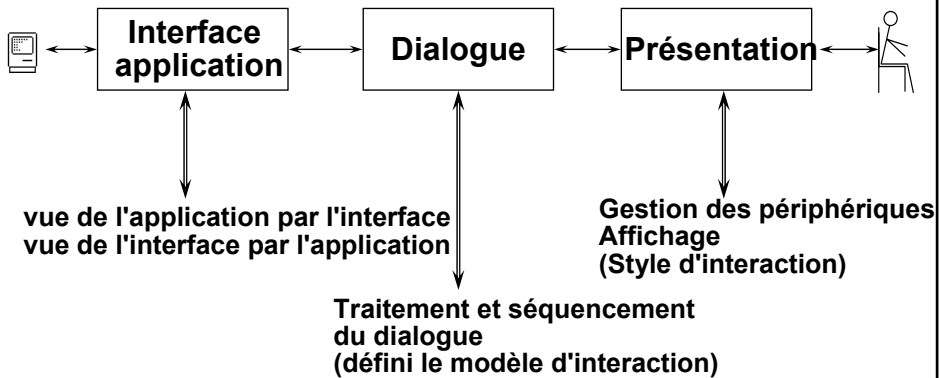 Interface
application
Dialogue
Présentation
vue de l'application par l'interface
vue de l'interface par l'application
Gestion des périphériques
Affichage
(Style d'interaction)
Traitement et séquencement
du dialogue
(défini le modèle d'interaction)